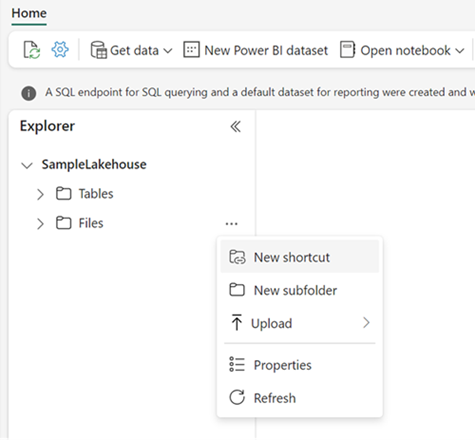 Home
Get data New Power BI dataset Open notebook
A SQL endpoint for SQL querying and a default dataset for reporting were created and
Explorer
SampleLakehouse
Tables
Files ...
New shortcut
New subfolder
Upload
Properties
Refresh